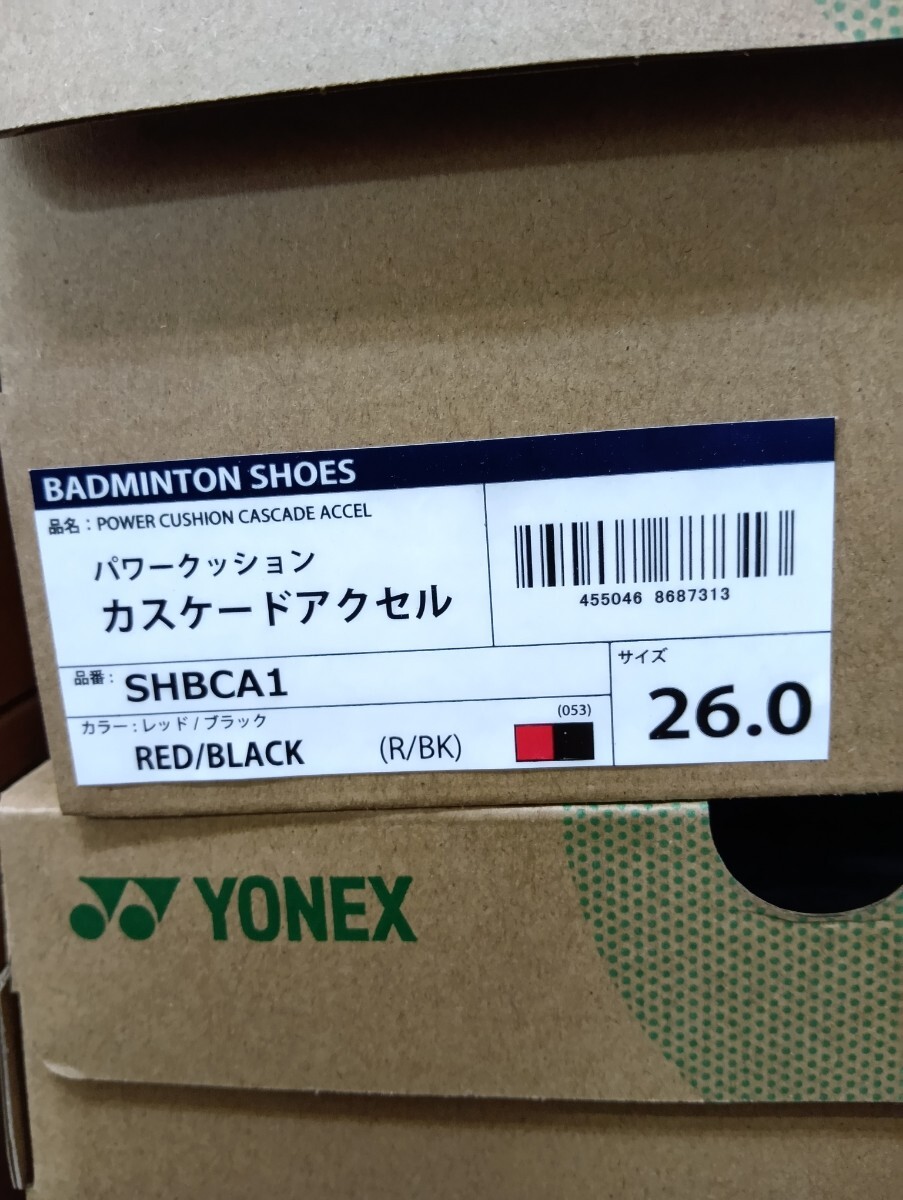 BADMINTON SHOES
品名：POWER CUSHION CASCADE ACCEL
パワークッション
カスケードアクセル
455046 8687313
品番：SHBCA1
カラー：レッド / ブラック
RED/BLACK (R/BK) (053)
サイズ
26.0
YONEX